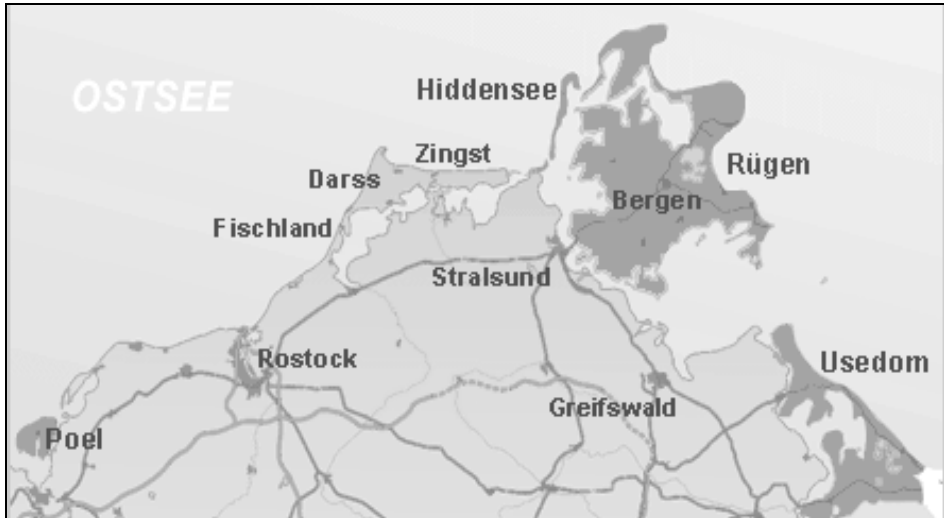 OSTSEE
Hiddensee
Zingst
Darss
Rügen
Bergen
Fischland
Stralsund
Rostock
Usedom
Greifswald
Poel